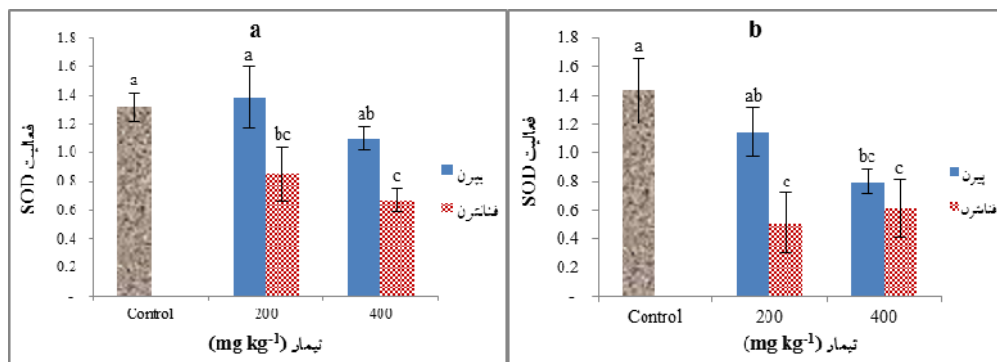 a
فعالیت SOD
1.8
1.6
1.4
1.2
1.0
0.8
0.6
0.4
0.2
-
a
a
bc
ab
c
Control
200
400
تیمار (mg kg-1)
پیرن
فنانترن
b
فعالیت SOD
1.8
1.6
1.4
1.2
1.0
0.8
0.6
0.4
0.2
-
a
ab
c
bc
c
Control
200
400
تیمار (mg kg-1)
پیرن
فنانترن